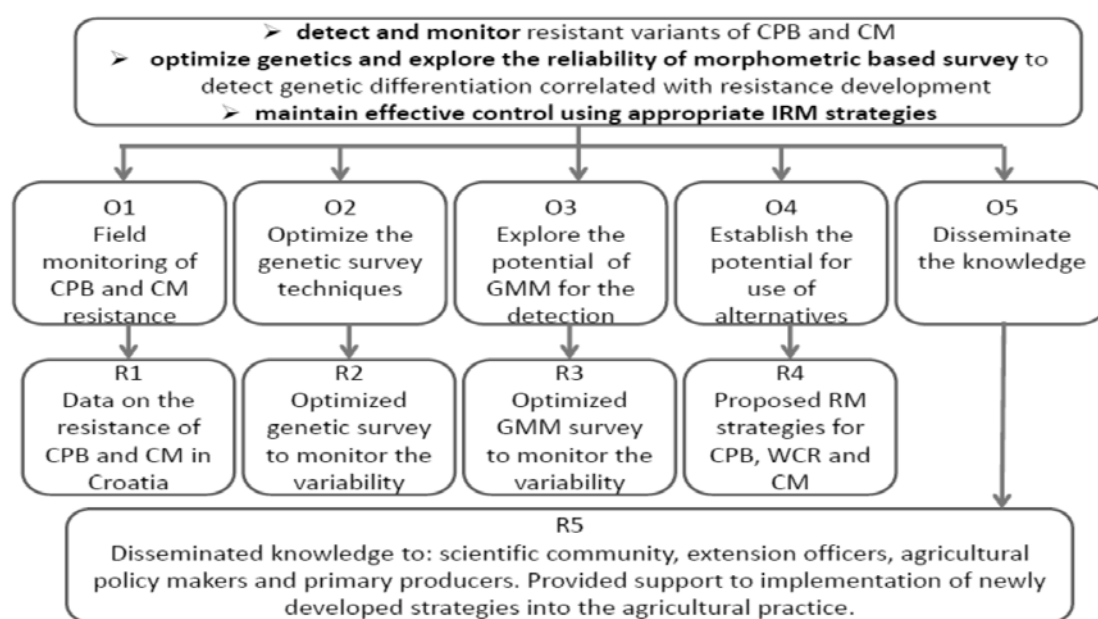 ➢ detect and monitor resistant variants of CPB and CM
➢ optimize genetics and explore the reliability of morphometric based survey to
detect genetic differentiation correlated with resistance development
➢ maintain effective control using appropriate IRM strategies
O1
Field
monitoring of
CPB and CM
resistance
O2
Optimize the
genetic survey
techniques
O3
Explore the
potential of
GMM for the
detection
O4
Establish the
potential for
use of
alternatives
O5
Disseminate
the knowledge
R1
Data on the
resistance of
CPB and CM in
Croatia
R2
Optimized
genetic survey
to monitor the
variability
R3
Optimized
GMM survey
to monitor the
variability
R4
Proposed RM
strategies for
CPB, WCR and
CM
R5
Disseminated knowledge to: scientific community, extension officers, agricultural
policy makers and primary producers. Provided support to implementation of newly
developed strategies into the agricultural practice.